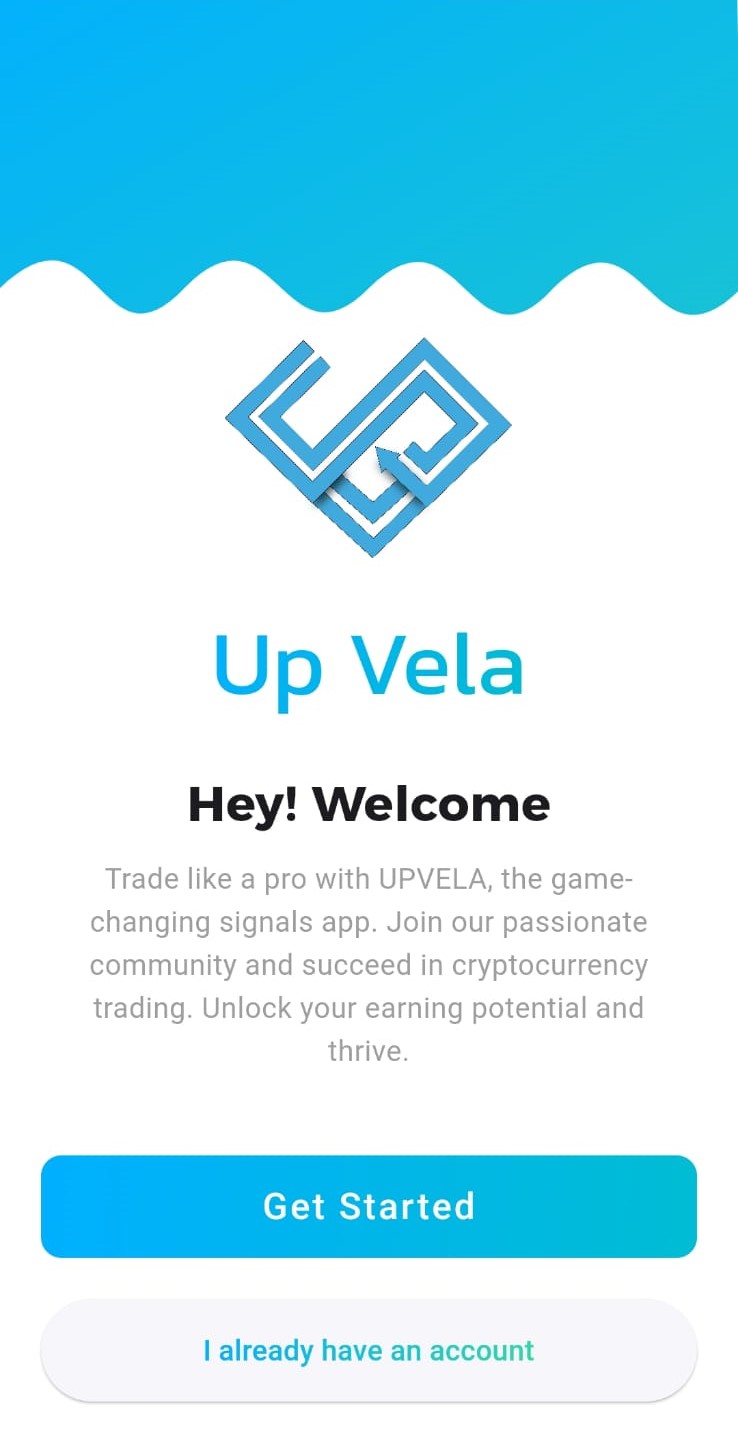 Up Vela
Hey! Welcome
Trade like a pro with UPVELA, the game-
changing signals app. Join our passionate
community and succeed in cryptocurrency
trading. Unlock your earning potential and
thrive.
Get Started
I already have an account